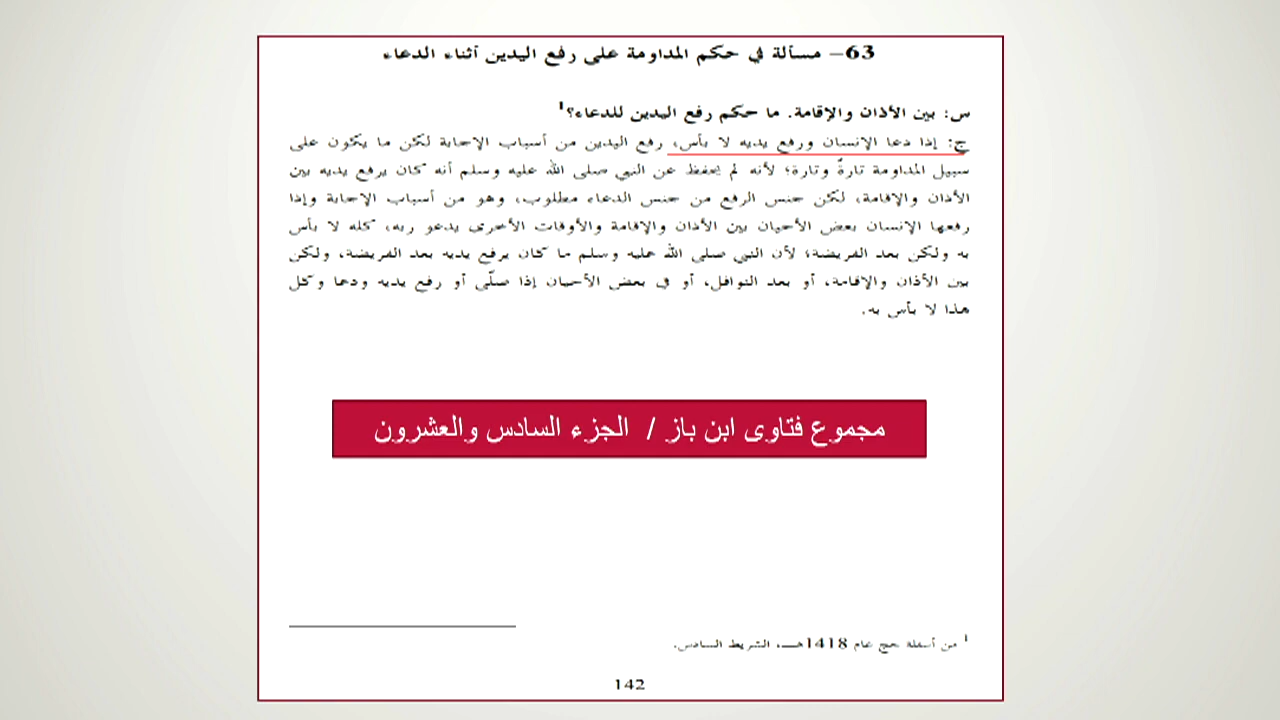 63– مسألة في حكم المداومة على رفع اليدين أثناء الدعاء
س: بين الأذان والإقامة. ما حكم رفع اليدين للدعاء؟1
ج: إذا دعا الإنسان ورفع يديه لا بأس، رفع اليدين من أسباب الإجابة لكن ما يكون على
سبيل المداومة تارةً وتارة؛ لأنه لم يحفظ عن النبي صلى الله عليه وسلم أنه كان يرفع يديه بين
الأذان والإقامة، لكن جنس الرفع من جنس الدعاء مطلوب، وهو من أسباب الإجابة وإذا
رفعها الإنسان بعض الأحيان بين الأذان والإقامة والأوقات الأخرى يدعو ربه، كله لا بأس
به ولكن بعد الفريضة؛ لأن النبي صلى الله عليه وسلم ما كان يرفع يديه بعد الفريضة، ولكن
بين الأذان والإقامة، أو بعد النوافل، أو في بعض الأحيان إذا صلّى أو رفع يديه ودعا وكل
هذا لا بأس به.
مجموع فتاوى ابن باز / الجزء السادس والعشرون
1 من أسئلة حج عام 1418هـ، الشريط السادس.
142